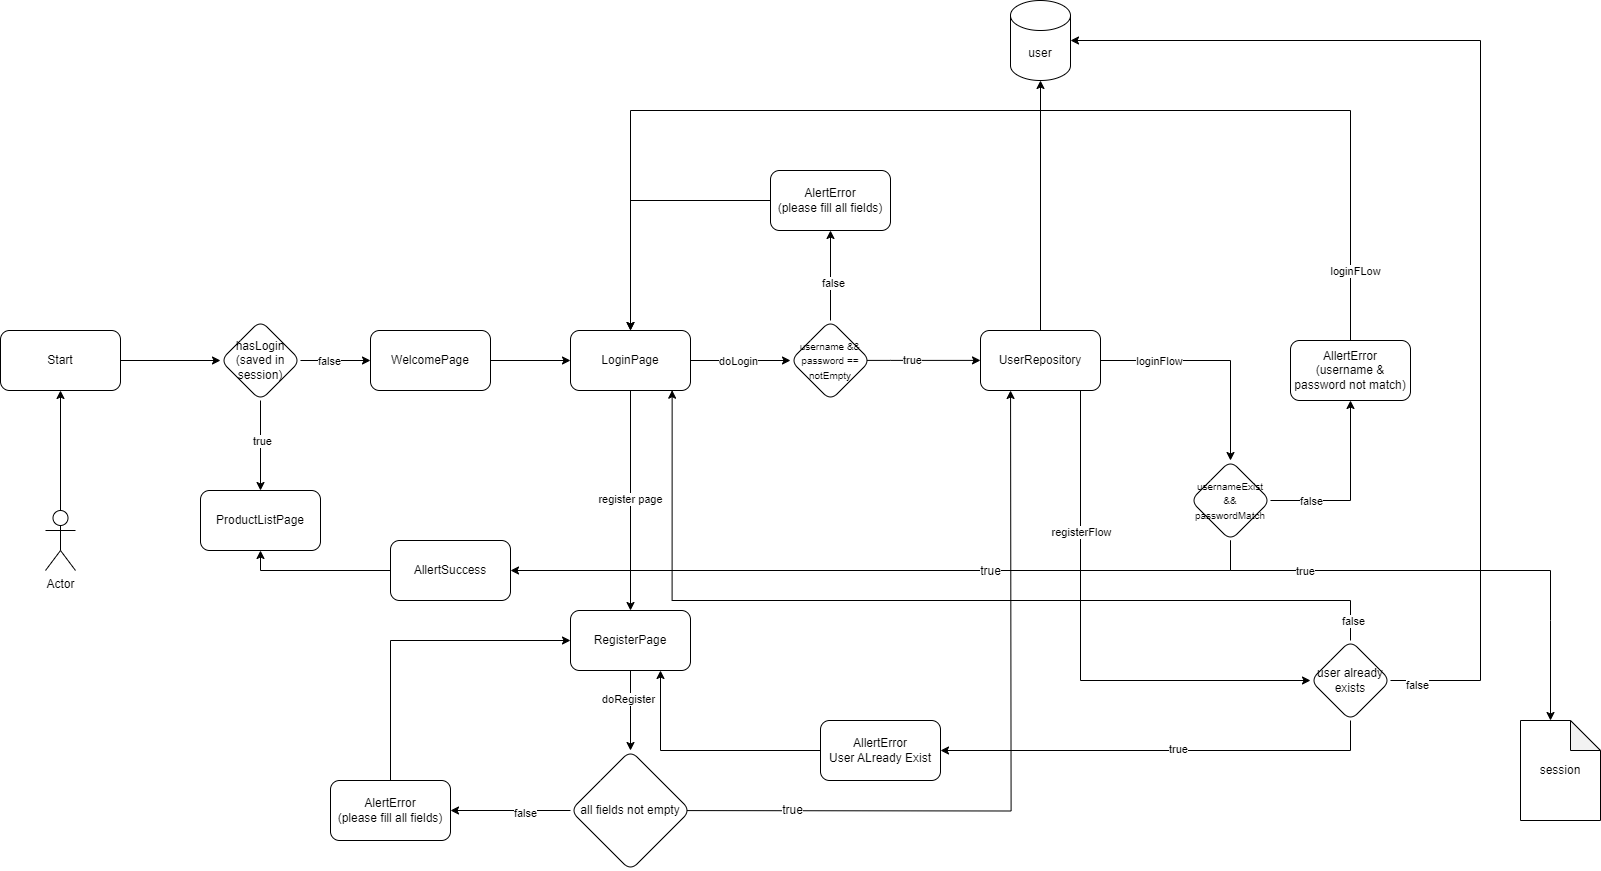 user
AlertError
(please fill all fields)
loginFLow
false
Start
hasLogin
(saved in
session)
false
WelcomePage
LoginPage
doLogin
username &&
password ==
notEmpty
true
UserRepository
loginFlow
AlertError
(username &
password not match)
true
register page
usernameExist
&&
passwordMatch
false
ProductListPage
registerFlow
Actor
AllertSuccess
true
true
false
RegisterPage
user already
exists
false
doRegister
AllertError
User ALready Exist
true
session
AlertError
(please fill all fields)
false
all fields not empty
true